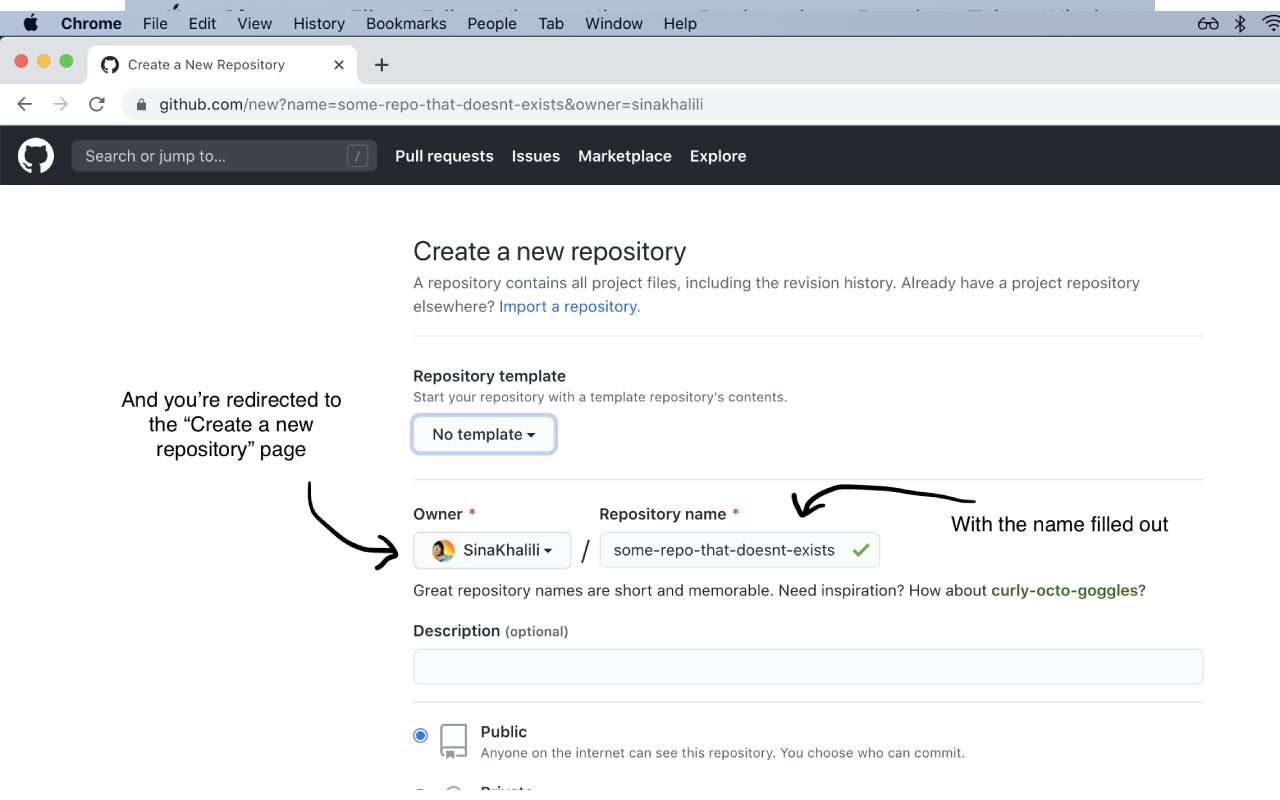 Chrome File Edit View History Bookmarks People Tab Window Help
Create a New Repository
github.com/new?name=some-repo-that-doesnt-exists&owner=sinakhalili
Search or jump to... / Pull requests Issues Marketplace Explore
Create a new repository
A repository contains all project files, including the revision history. Already have a project repository
elsewhere? Import a repository.
Repository template
Start your repository with a template repository's contents.
No template
And you’re redirected to
the “Create a new
repository” page
Owner * Repository name *
With the name filled out
SinaKhalili / some-repo-that-doesnt-exists
Great repository names are short and memorable. Need inspiration? How about curly-octo-goggles?
Description (optional)
Public
Anyone on the internet can see this repository. You choose who can commit.
Private